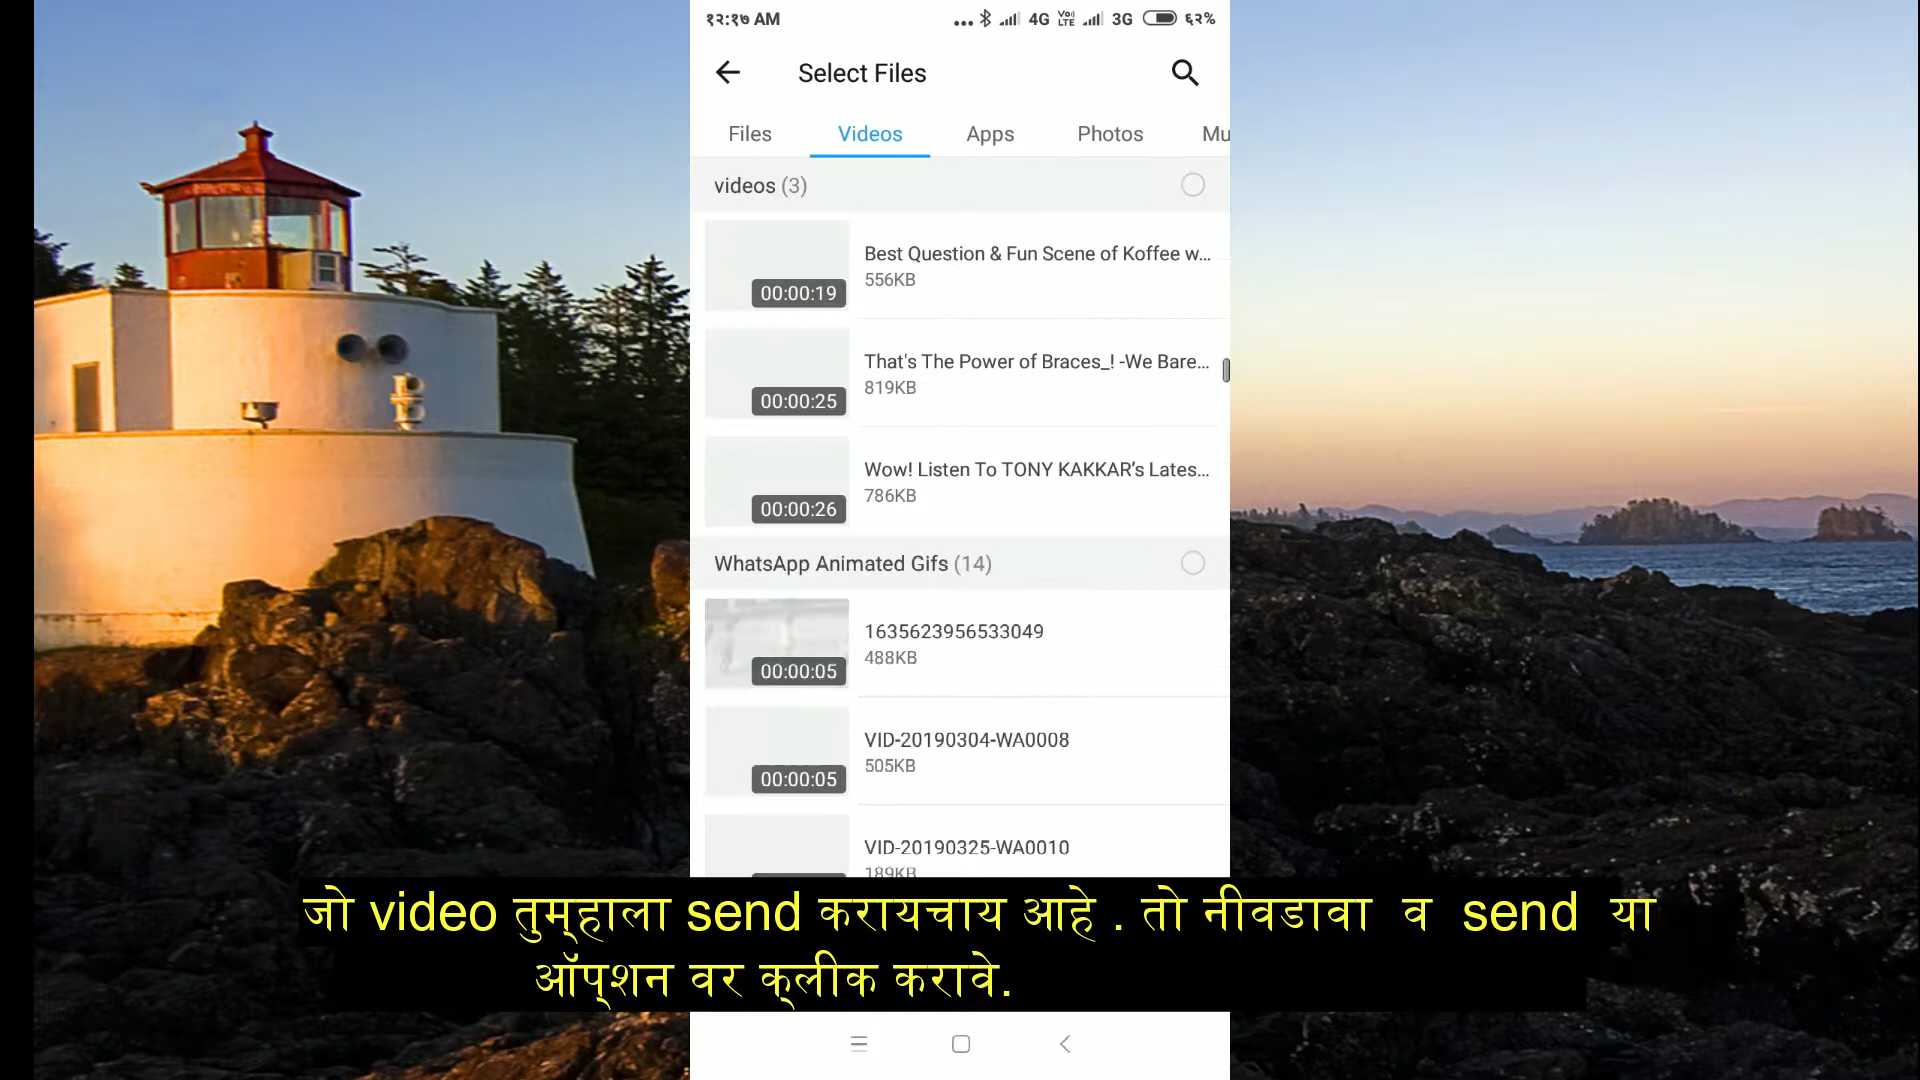 १२:१७ AM ... 4G Vo) LTE 3G ६२%
Select Files
Files Videos Apps Photos Mu
videos (3)
Best Question & Fun Scene of Koffee w...
556KB
00:00:19
That's The Power of Braces_! -We Bare...
819KB
00:00:25
Wow! Listen To TONY KAKKAR’s Lates...
786KB
00:00:26
WhatsApp Animated Gifs (14)
1635623956533049
488KB
00:00:05
VID-20190304-WA0008
505KB
00:00:05
VID-20190325-WA0010
189KB
जो video तुम्हाला send करायचाय आहे . तो नीवडावा व send या
ऑप्शन वर क्लीक करावे.